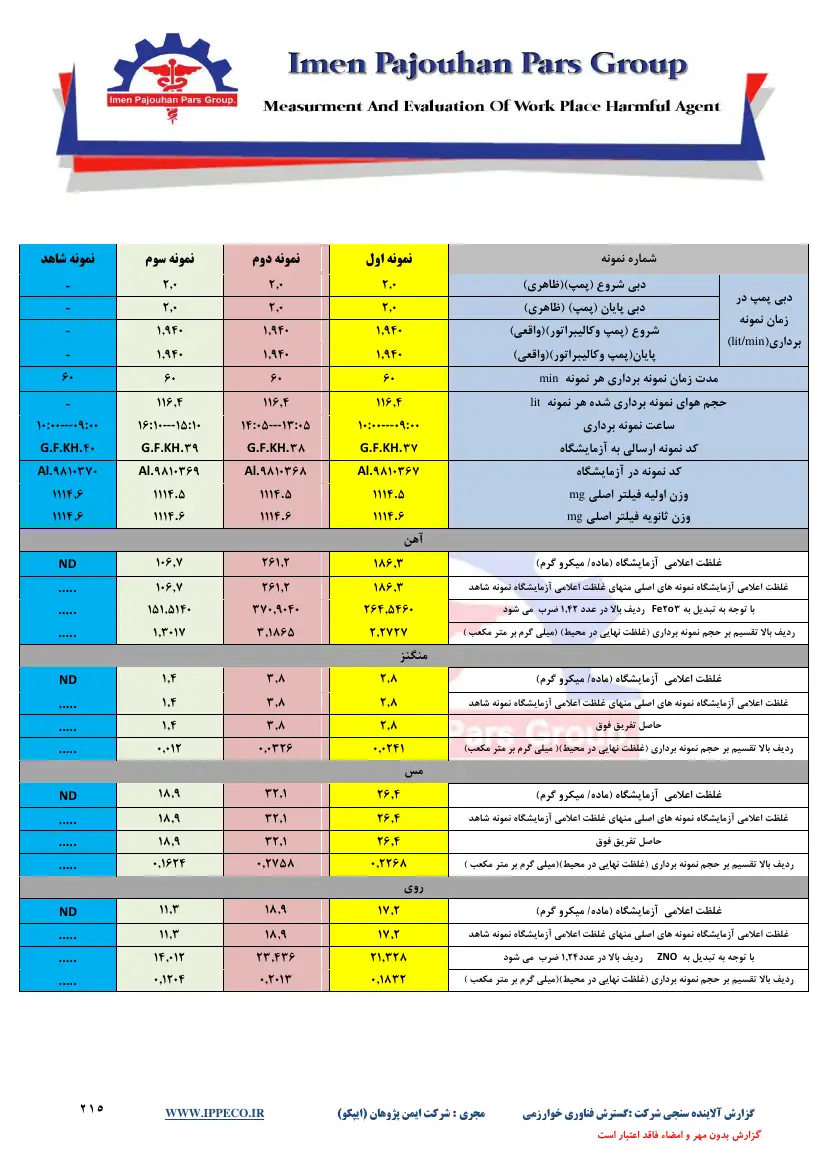 Imen Pajouhan Pars Group
Imen Pajouhan Pars Group.
Measurment And Evaluation Of Work Place Harmful Agent
شماره نمونه نمونه اول نمونه دوم نمونه سوم نمونه شاهد
دبی پمپ در زمان نمونه برداری(lit/min)
دبی شروع (پمپ)(ظاهری) ۲,۰ ۲,۰ ۲,۰ -
دبی پایان (پمپ) (ظاهری) ۲,۰ ۲,۰ ۲,۰ -
شروع (پمپ وکالیبراتور)(واقعی) ۱,۹۴۰ ۱,۹۴۰ ۱,۹۴۰ -
پایان(پمپ وکالیبراتور)(واقعی) ۱,۹۴۰ ۱,۹۴۰ ۱,۹۴۰ -
مدت زمان نمونه برداری هر نمونه min ۶۰ ۶۰ ۶۰ ۶۰
حجم هوای نمونه برداری شده هر نمونه lit ۱۱۶,۴ ۱۱۶,۴ ۱۱۶,۴ -
ساعت نمونه برداری ۰۹:۰۰---۱۰:۰۰ ۱۳:۰۵---۱۴:۰۵ ۱۵:۱۰---۱۶:۱۰ ۰۹:۰۰---۱۰:۰۰
کد نمونه ارسالی به آزمایشگاه G.F.KH.۳۷ G.F.KH.۳۸ G.F.KH.۳۹ G.F.KH.۴۰
کد نمونه در آزمایشگاه Al.۹۸۱۰۳۶۷ Al.۹۸۱۰۳۶۸ Al.۹۸۱۰۳۶۹ Al.۹۸۱۰۳۷۰
وزن اولیه فیلتر اصلی mg ۱۱۱۴.۵ ۱۱۱۴.۵ ۱۱۱۴.۵ ۱۱۱۴.۶
وزن ثانویه فیلتر اصلی mg ۱۱۱۴.۶ ۱۱۱۴.۶ ۱۱۱۴.۶ ۱۱۱۴.۶
آهن
غلظت اعلامی آزمایشگاه (ماده/ میکرو گرم) ۱۸۶,۳ ۲۶۱,۲ ۱۰۶,۷ ND
غلظت اعلامی آزمایشگاه نمونه های اصلی منهای غلظت اعلامی آزمایشگاه نمونه شاهد ۱۸۶,۳ ۲۶۱,۲ ۱۰۶,۷ .....
با توجه به تبدیل به Fe۲o۳ ردیف بالا در عدد ۱,۴۲ ضرب می شود ۲۶۴,۵۴۶۰ ۳۷۰,۹۰۴۰ ۱۵۱,۵۱۴۰ .....
ردیف بالا تقسیم بر حجم نمونه برداری (غلظت نهایی در محیط) (میلی گرم بر متر مکعب ) ۲,۲۷۲۷ ۳,۱۸۶۵ ۱,۳۰۱۷ .....
منگنز
غلظت اعلامی آزمایشگاه (ماده/ میکرو گرم) ۲,۸ ۳,۸ ۱,۴ ND
غلظت اعلامی آزمایشگاه نمونه های اصلی منهای غلظت اعلامی آزمایشگاه نمونه شاهد ۲,۸ ۳,۸ ۱,۴ .....
حاصل تفریق فوق ۲,۸ ۳,۸ ۱,۴ .....
ردیف بالا تقسیم بر حجم نمونه برداری (غلظت نهایی در محیط)( میلی گرم بر متر مکعب) ۰,۰۲۴۱ ۰,۰۳۲۶ ۰,۰۱۲ .....
Pars Group
مس
غلظت اعلامی آزمایشگاه (ماده/ میکرو گرم) ۲۶,۴ ۳۲,۱ ۱۸,۹ ND
غلظت اعلامی آزمایشگاه نمونه های اصلی منهای غلظت اعلامی آزمایشگاه نمونه شاهد ۲۶,۴ ۳۲,۱ ۱۸,۹ .....
حاصل تفریق فوق ۲۶,۴ ۳۲,۱ ۱۸,۹ .....
ردیف بالا تقسیم بر حجم نمونه برداری (غلظت نهایی در محیط)(میلی گرم بر متر مکعب ) ۰,۲۲۶۸ ۰,۲۷۵۸ ۰,۱۶۲۴ .....
روی
غلظت اعلامی آزمایشگاه (ماده/ میکرو گرم) ۱۷,۲ ۱۸,۹ ۱۱,۳ ND
غلظت اعلامی آزمایشگاه نمونه های اصلی منهای غلظت اعلامی آزمایشگاه نمونه شاهد ۱۷,۲ ۱۸,۹ ۱۱,۳ .....
با توجه به تبدیل به ZNO ردیف بالا در عدد۱,۲۴ ضرب می شود ۲۱,۳۲۸ ۲۳,۴۳۶ ۱۴,۰۱۲ .....
ردیف بالا تقسیم بر حجم نمونه برداری (غلظت نهایی در محیط)(میلی گرم بر متر مکعب ) ۰,۱۸۳۲ ۰,۲۰۱۳ ۰,۱۲۰۴ .....
گزارش آلاینده سنجی شرکت :گسترش فناوری خوارزمی مجری : شرکت ایمن پژوهان (ایپکو) WWW.IPPECO.IR ۲۱۵
گزارش بدون مهر و امضاء فاقد اعتبار است